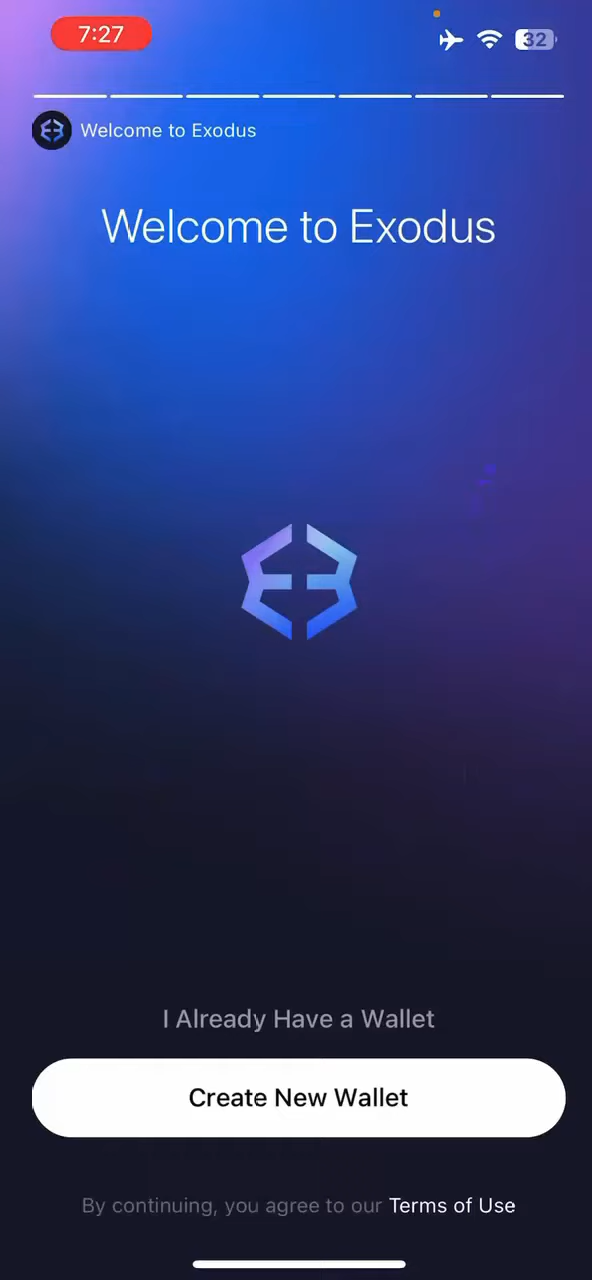 7:27
32
Welcome to Exodus
Welcome to Exodus
I Already Have a Wallet
Create New Wallet
By continuing, you agree to our Terms of Use